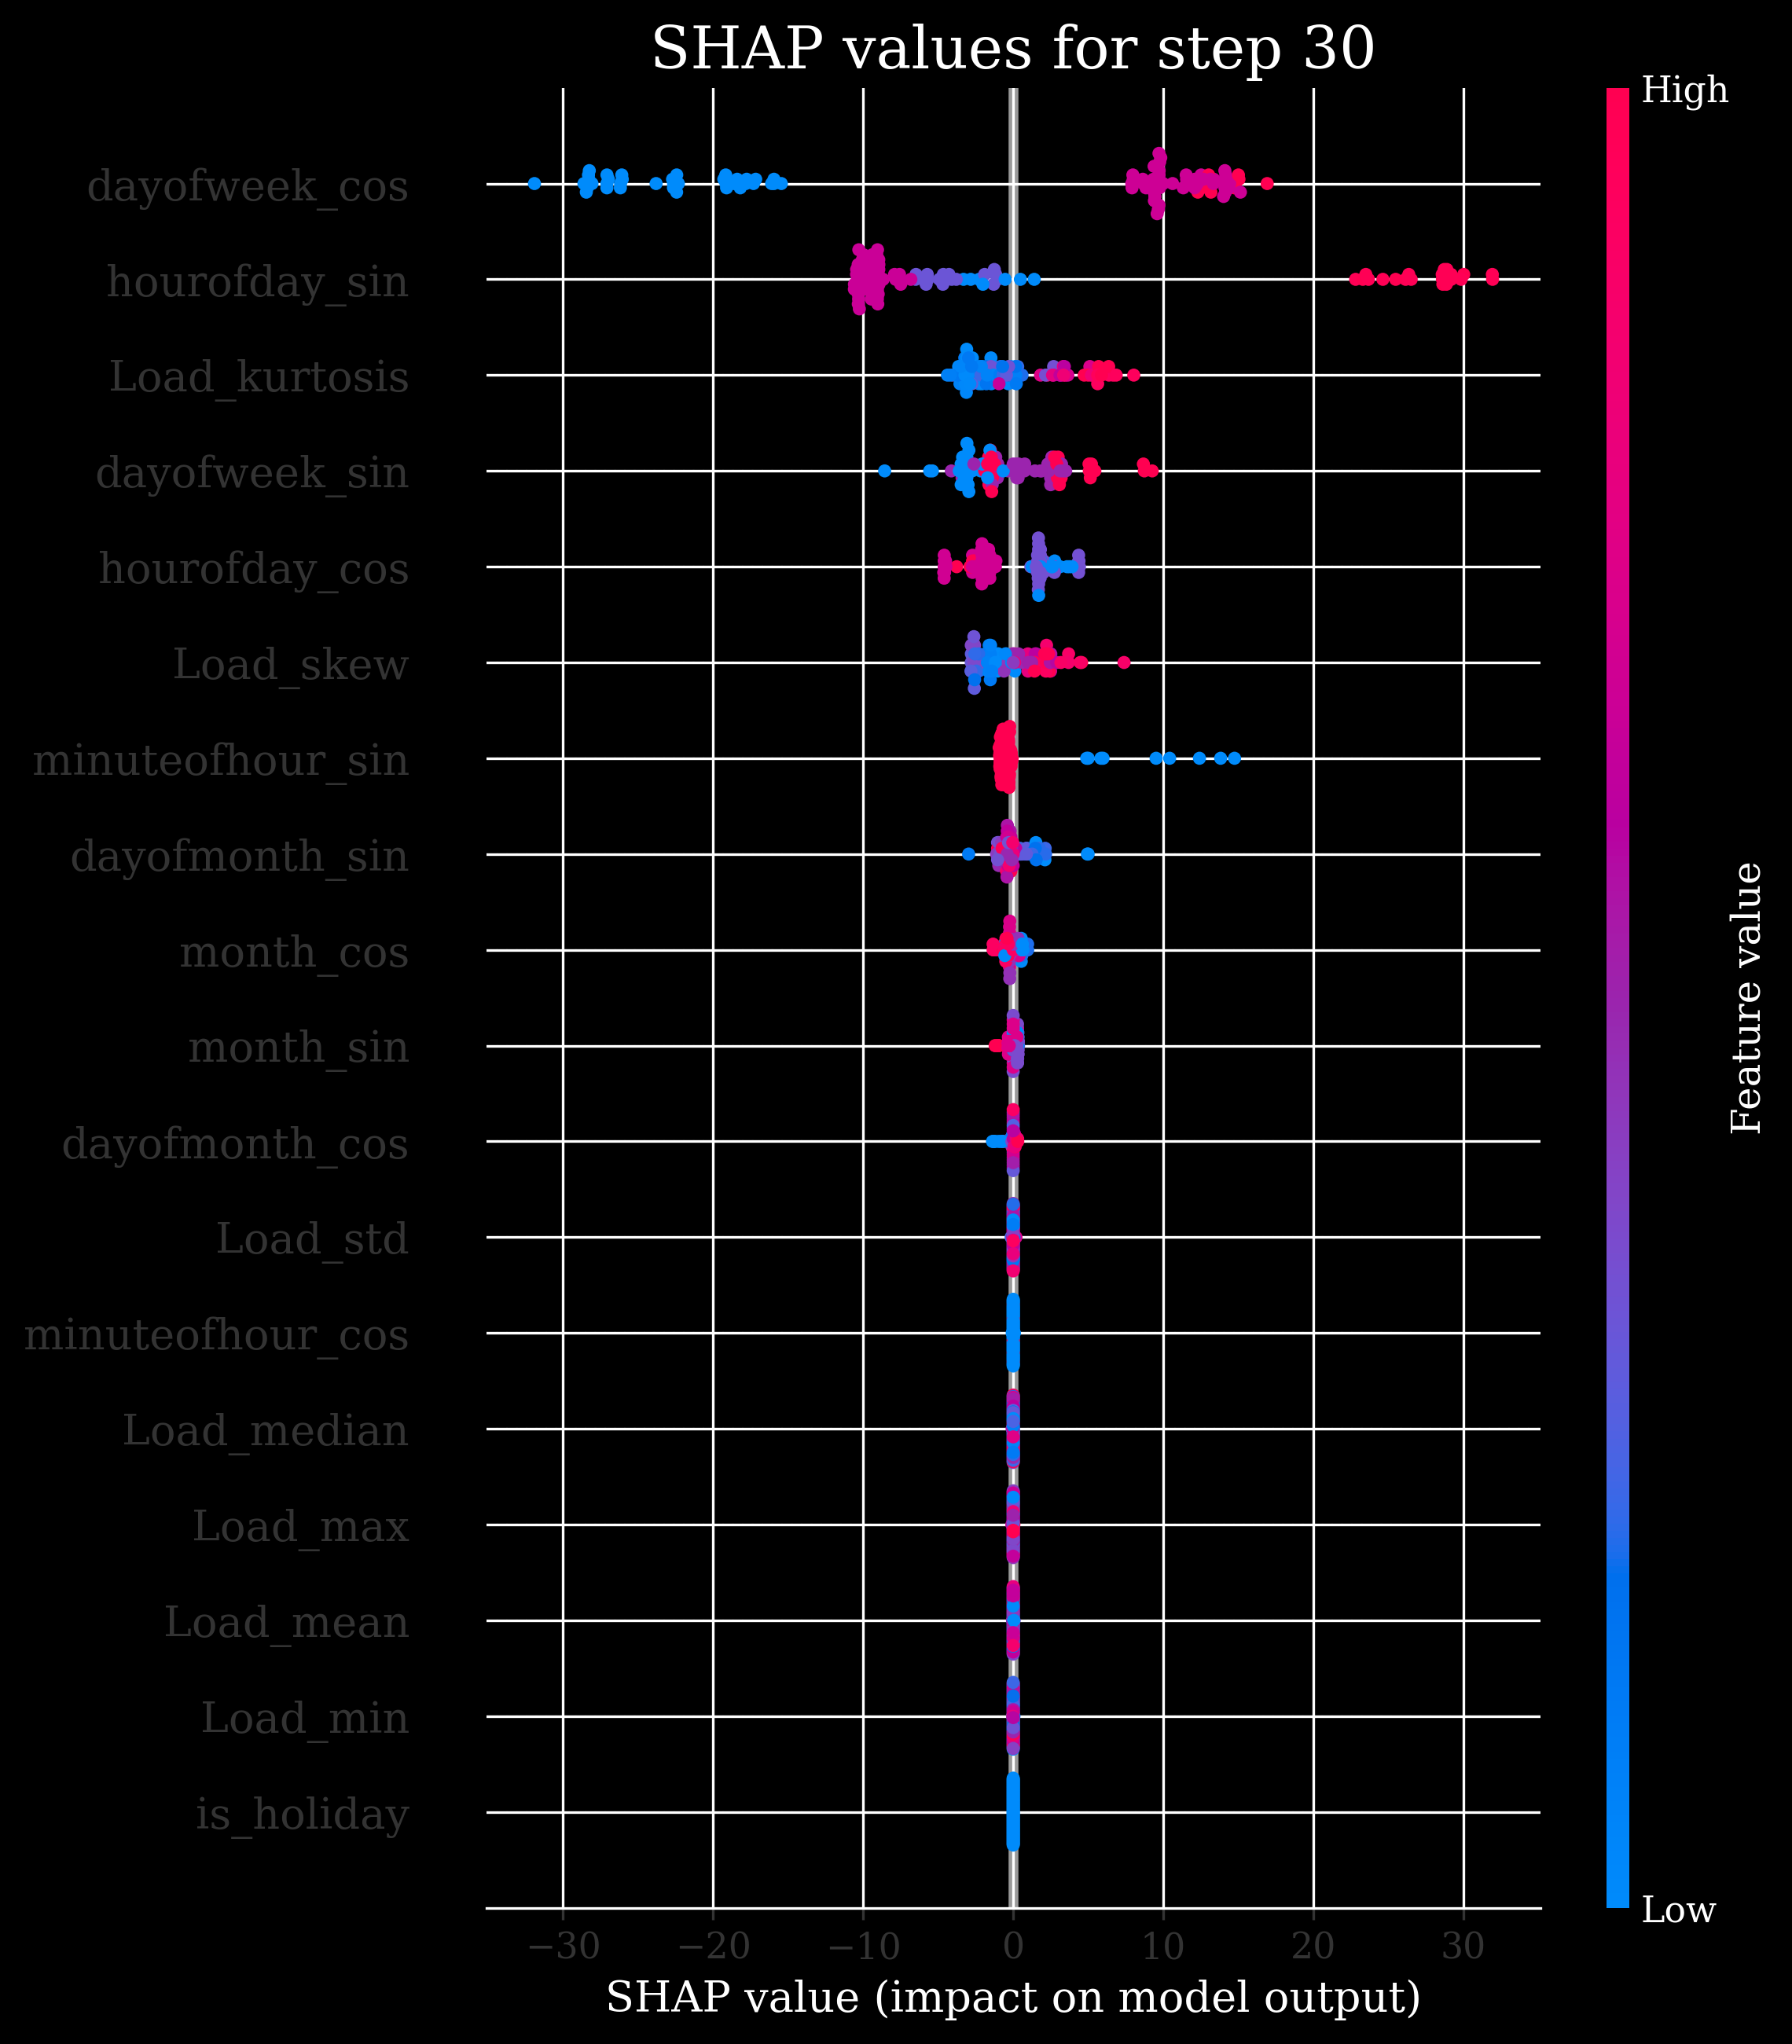 SHAP values for step 30
High
dayofweek_cos
hourofday_sin
Load_kurtosis
dayofweek_sin
hourofday_cos
Load_skew
minuteofhour_sin
dayofmonth_sin
month_cos
month_sin
dayofmonth_cos
Load_std
minuteofhour_cos
Load_median
Load_max
Load_mean
Load_min
is_holiday
Feature value
Low
−30 −20 −10 0 10 20 30
SHAP value (impact on model output)